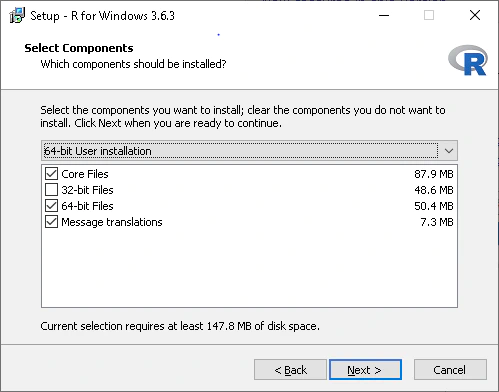 Setup - R for Windows 3.6.3
Select Components
Which components should be installed?
R
Select the components you want to install; clear the components you do not want to
install. Click Next when you are ready to continue.
64-bit User installation
Core Files 87.9 MB
32-bit Files 48.6 MB
64-bit Files 50.4 MB
Message translations 7.3 MB
Current selection requires at least 147.8 MB of disk space.
< Back Next > Cancel